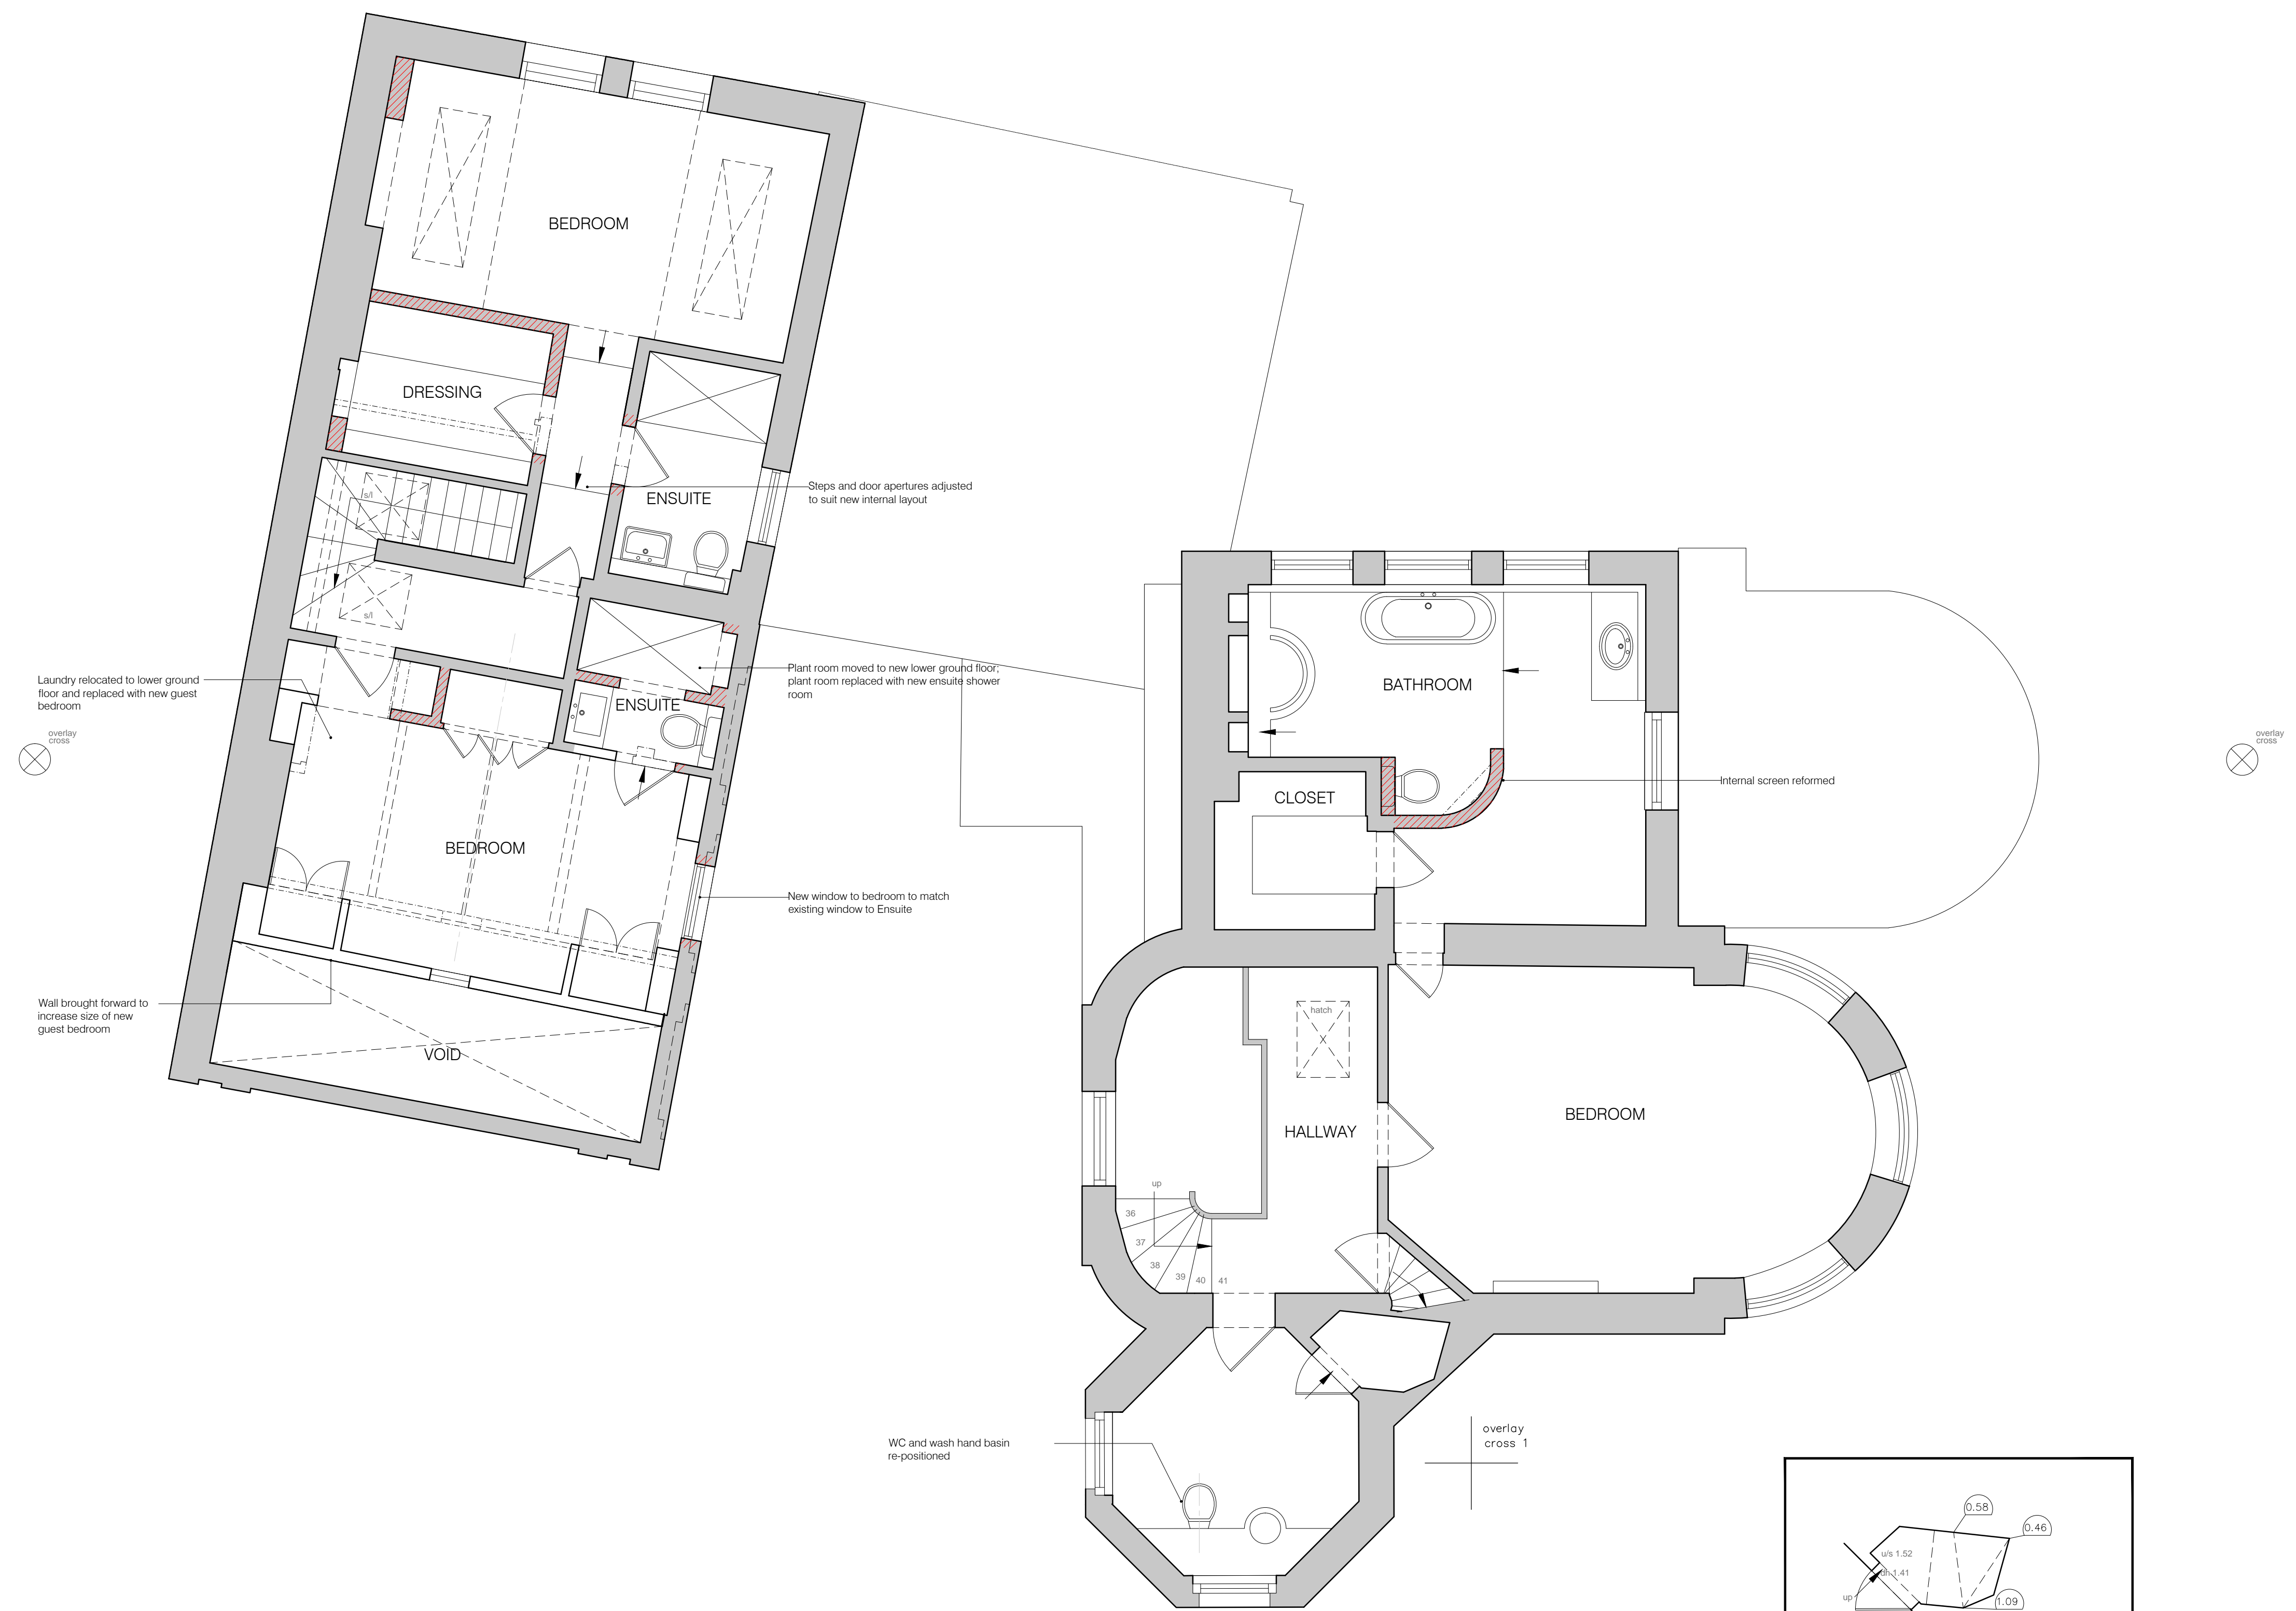 BEDROOM
DRESSING
s/l
ENSUITE
Steps and door apertures adjusted
to suit new internal layout
s/l
Laundry relocated to lower ground
floor and replaced with new guest
bedroom
Plant room moved to new lower ground floor;
plant room replaced with new ensuite shower
room
ENSUITE
overlay
cross
BEDROOM
New window to bedroom to match
existing window to Ensuite
Wall brought forward to
increase size of new
guest bedroom
VOID
BATHROOM
overlay
cross
Internal screen reformed
CLOSET
hatch
BEDROOM
HALLWAY
up
36
37
38
39
40
41
WC and wash hand basin
re-positioned
overlay
cross 1
0.58
0.46
u/s 1.52
dh 1.41
up
1.09